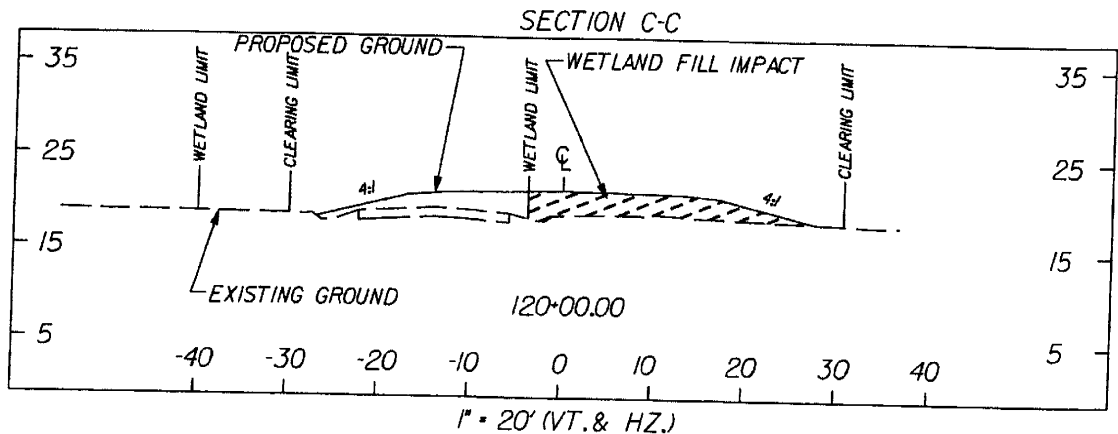 SECTION C-C
PROPOSED GROUND
WETLAND FILL IMPACT
35
35
WETLAND LIMIT
CLEARING LIMIT
WETLAND LIMIT
CLEARING LIMIT
25
25
℄
4:1
4:1
15
15
EXISTING GROUND
120+00.00
5
5
-40 -30 -20 -10 0 10 20 30 40
1" = 20' (VT. & HZ.)